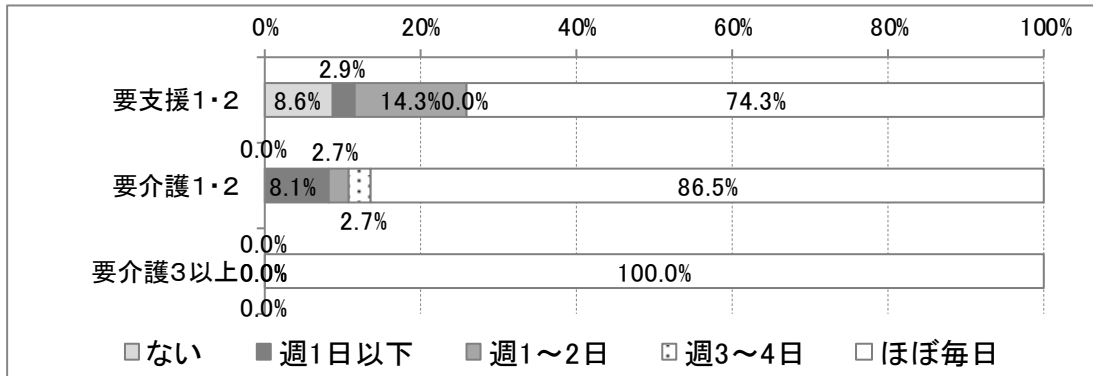 0% 20% 40% 60% 80% 100%
2.9%
要支援1・2 8.6% 14.3% 0.0% 74.3%
0.0% 2.7%
要介護1・2 8.1% 86.5%
2.7%
0.0%
要介護3以上 0.0% 100.0%
0.0%
ない 週1日以下 週1～2日 週3～4日 ほぼ毎日